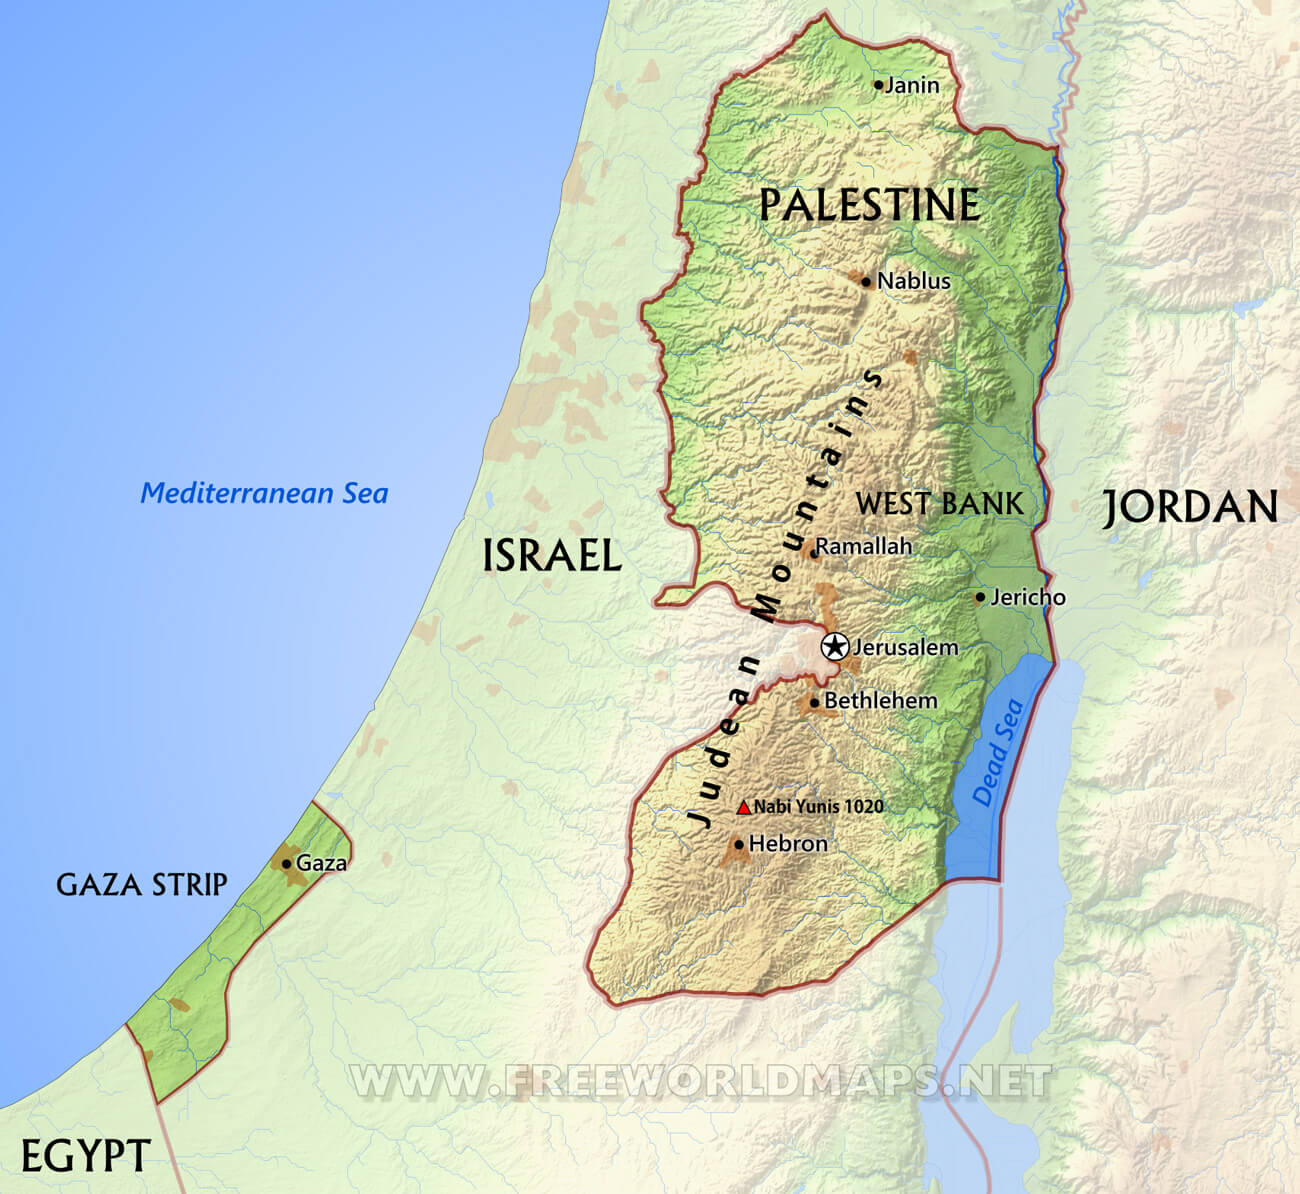 Janin
PALESTINE
Nablus
Mediterranean Sea
WEST BANK
JORDAN
ISRAEL
Ramallah
Judean Mountains
Jericho
Jerusalem
Bethlehem
Dead Sea
Nabi Yunis 1020
Hebron
Gaza
GAZA STRIP
WWW.FREEWORLDMAPS.NET
EGYPT